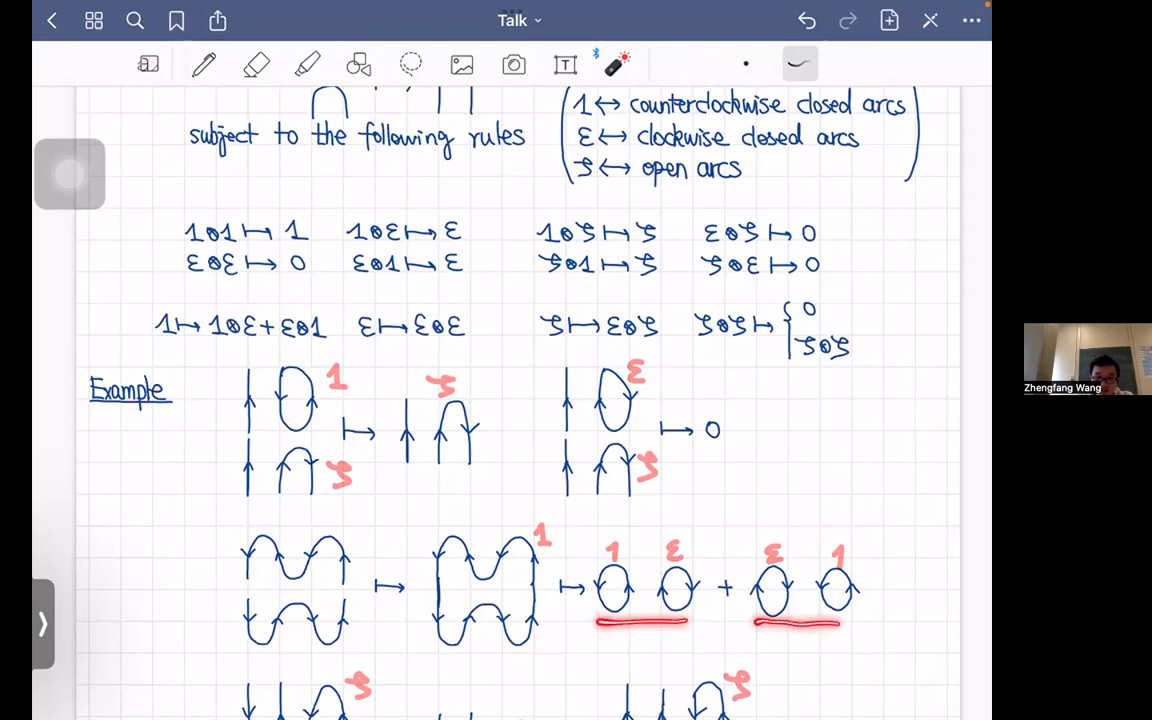 Talk
1 ↔ counterclockwise closed arcs
ε ↔ clockwise closed arcs
subject to the following rules
ζ ↔ open arcs
1⊗1 ↦ 1   1⊗ε ↦ ε   1⊗ζ ↦ ζ   ε⊗ζ ↦ 0
ε⊗ε ↦ 0   ε⊗1 ↦ ε   ζ⊗1 ↦ ζ   ζ⊗ε ↦ 0
1 ↦ 1⊗ε + ε⊗1   ε ↦ ε⊗ε   ζ ↦ ε⊗ζ   ζ⊗ζ ↦ { 0
ζ⊗ζ
Example
1   ζ   ε
↦   ↦ 0
ζ   ζ
1   1   ε   ε   1
↦   ↦   +
ζ   ζ
T
Zhengfang Wang